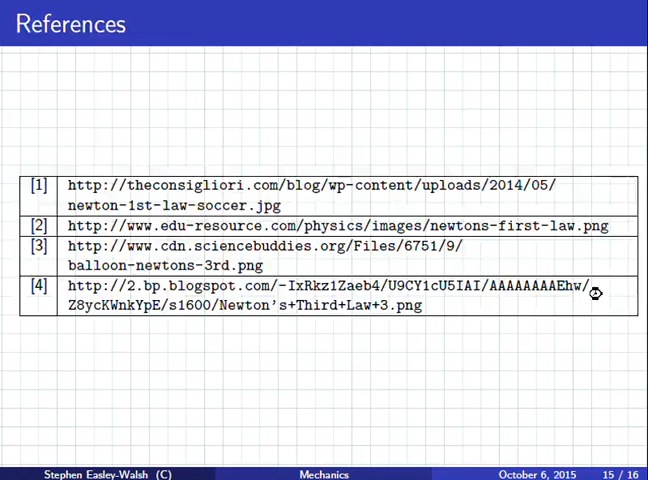 References
[1] http://theconsigliori.com/blog/wp-content/uploads/2014/05/
newton-1st-law-soccer.jpg
[2] http://www.edu-resource.com/physics/images/newtons-first-law.png
[3] http://www.cdn.sciencebuddies.org/Files/6751/9/
balloon-newtons-3rd.png
[4] http://2.bp.blogspot.com/-IxRkz1Zaeb4/U9CY1cU5IAI/AAAAAAAAEhw/
Z8ycKWnkYpE/s1600/Newton's+Third+Law+3.png
Stephen Easley-Walsh (C) Mechanics October 6, 2015 15 / 16